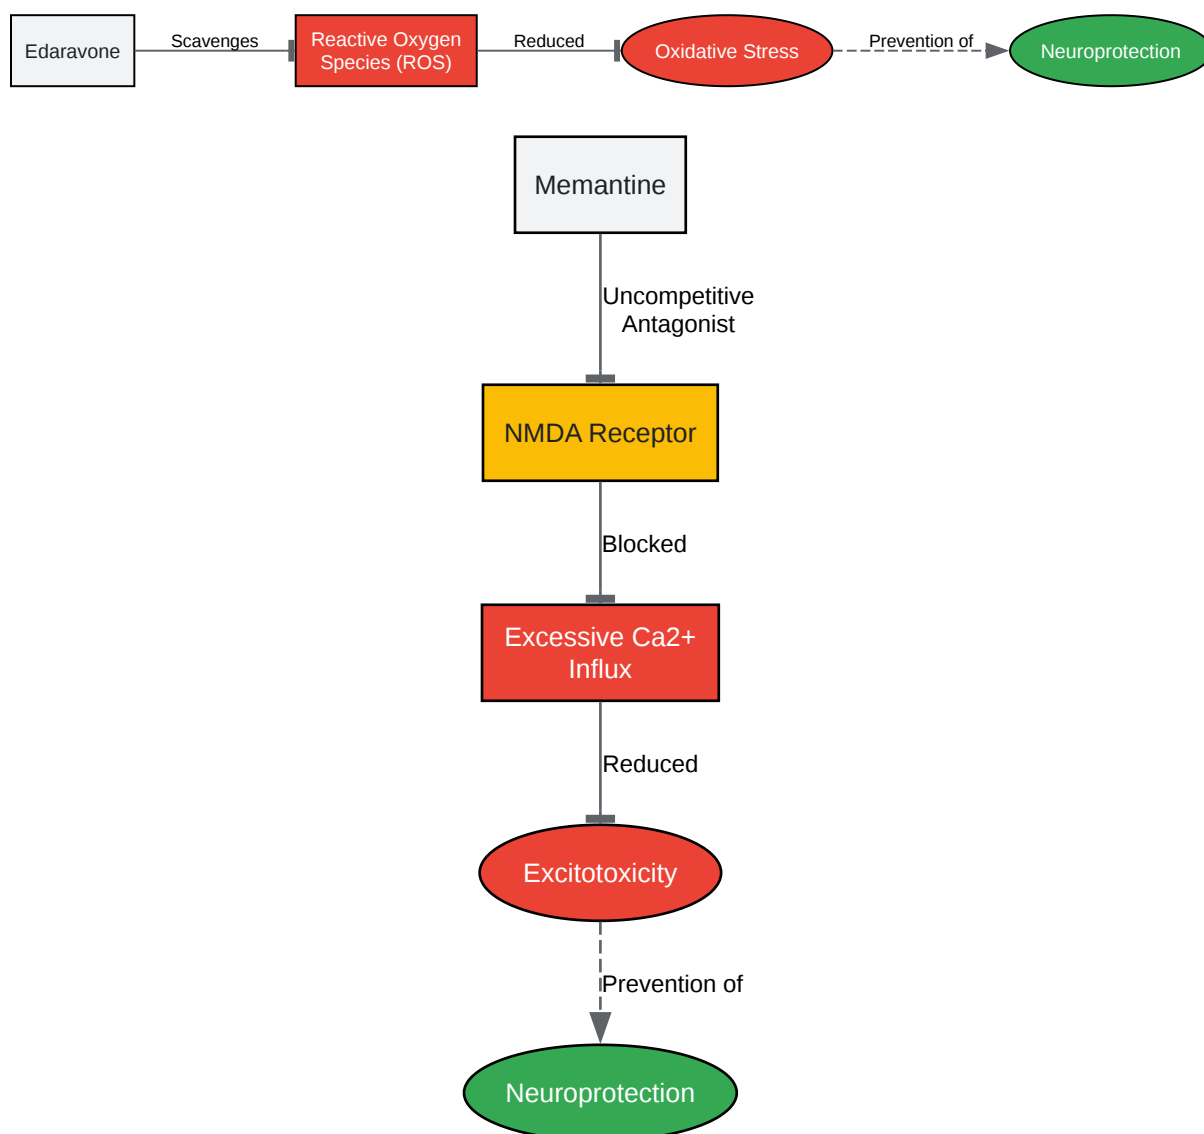 Edaravone
Scavenges
Reactive Oxygen
Species (ROS)
Reduced
Oxidative Stress
Prevention of
Neuroprotection
Memantine
Uncompetitive
Antagonist
NMDA Receptor
Blocked
Excessive Ca2+
Influx
Reduced
Excitotoxicity
Prevention of
Neuroprotection